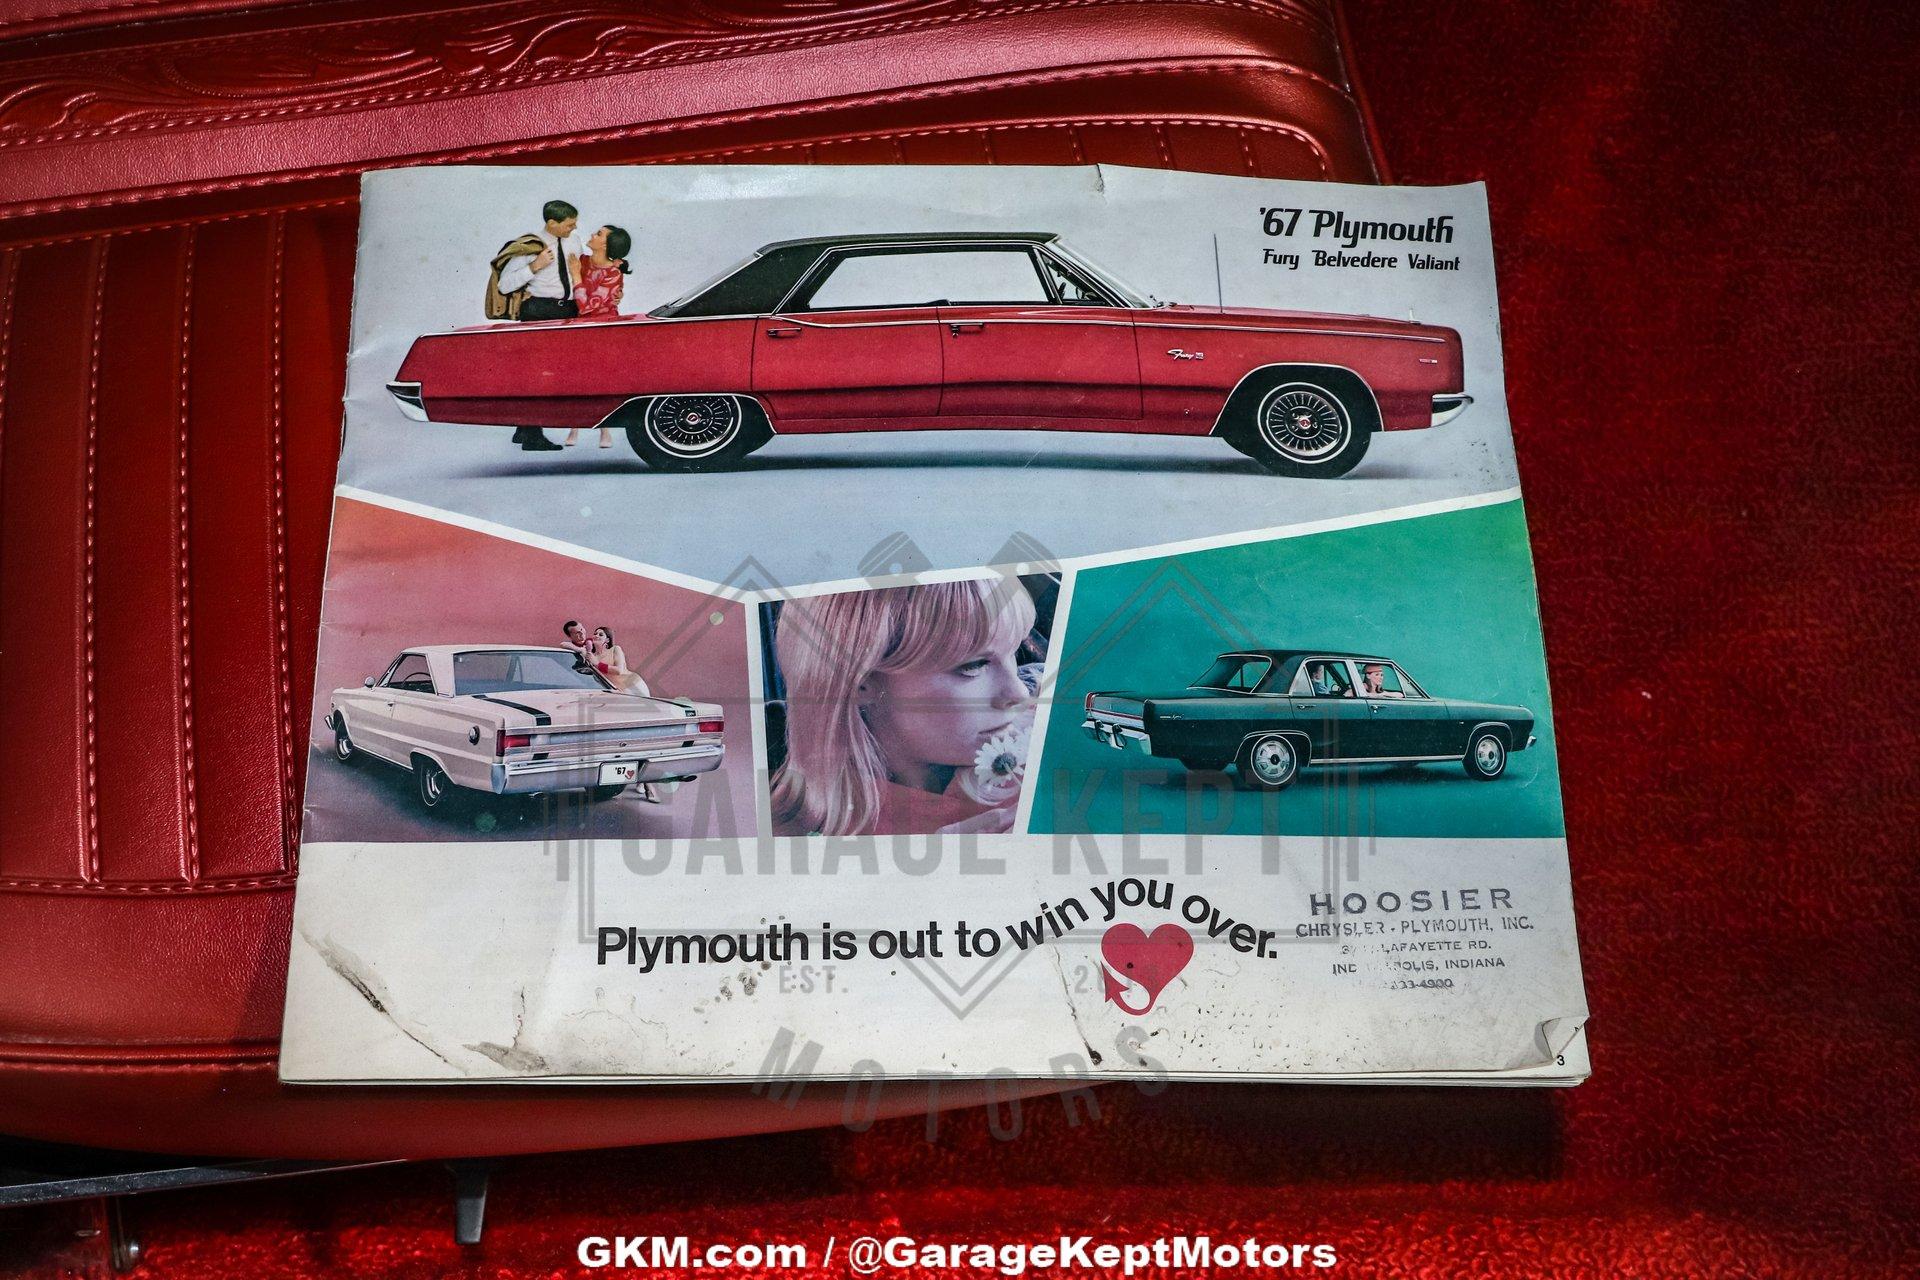 '67 Plymouth
Fury Belvedere Valiant
Fury
'67
GARAGE KEPT
Plymouth is out to win you over.
HOOSIER
CHRYSLER - PLYMOUTH, INC.
LAFAYETTE RD.
INDIANA
EST.
MOTORS
3
GKM.com / @GarageKeptMotors